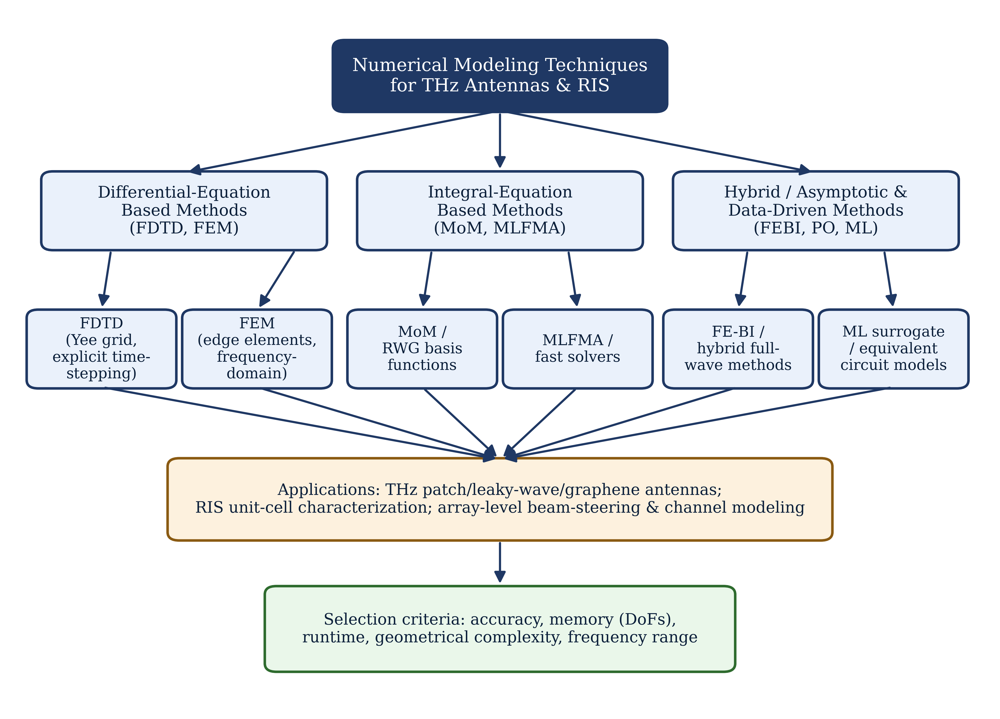 Numerical Modeling Techniques
for THz Antennas & RIS
Differential-Equation
Based Methods
(FDTD, FEM)
Integral-Equation
Based Methods
(MoM, MLFMA)
Hybrid / Asymptotic &
Data-Driven Methods
(FEBI, PO, ML)
FDTD
(Yee grid,
explicit time-
stepping)
FEM
(edge elements,
frequency-
domain)
MoM /
RWG basis
functions
MLFMA /
fast solvers
FE-BI /
hybrid full-
wave methods
ML surrogate
/ equivalent
circuit models
Applications: THz patch/leaky-wave/graphene antennas;
RIS unit-cell characterization; array-level beam-steering & channel modeling
Selection criteria: accuracy, memory (DoFs),
runtime, geometrical complexity, frequency range